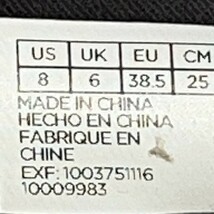 US UK EU CM
8 6 38.5 25
MADE IN CHINA
HECHO EN CHINA
FABRIQUE EN
CHINE
EXF: 1003751116
10009983